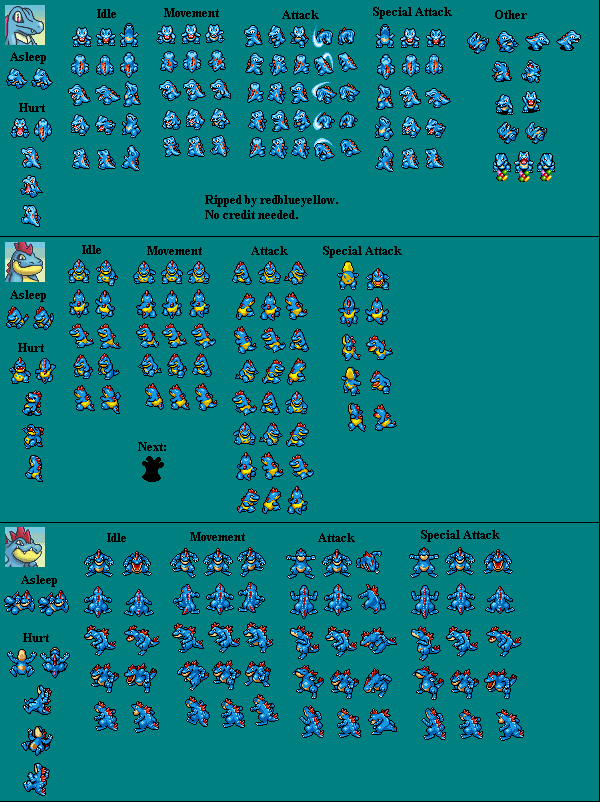 Idle Movement Attack Special Attack Other
Asleep
Hurt
Ripped by redblueyellow.
No credit needed.
Idle Movement Attack Special Attack
Asleep
Hurt
Next:
Idle Movement Attack Special Attack
Asleep
Hurt